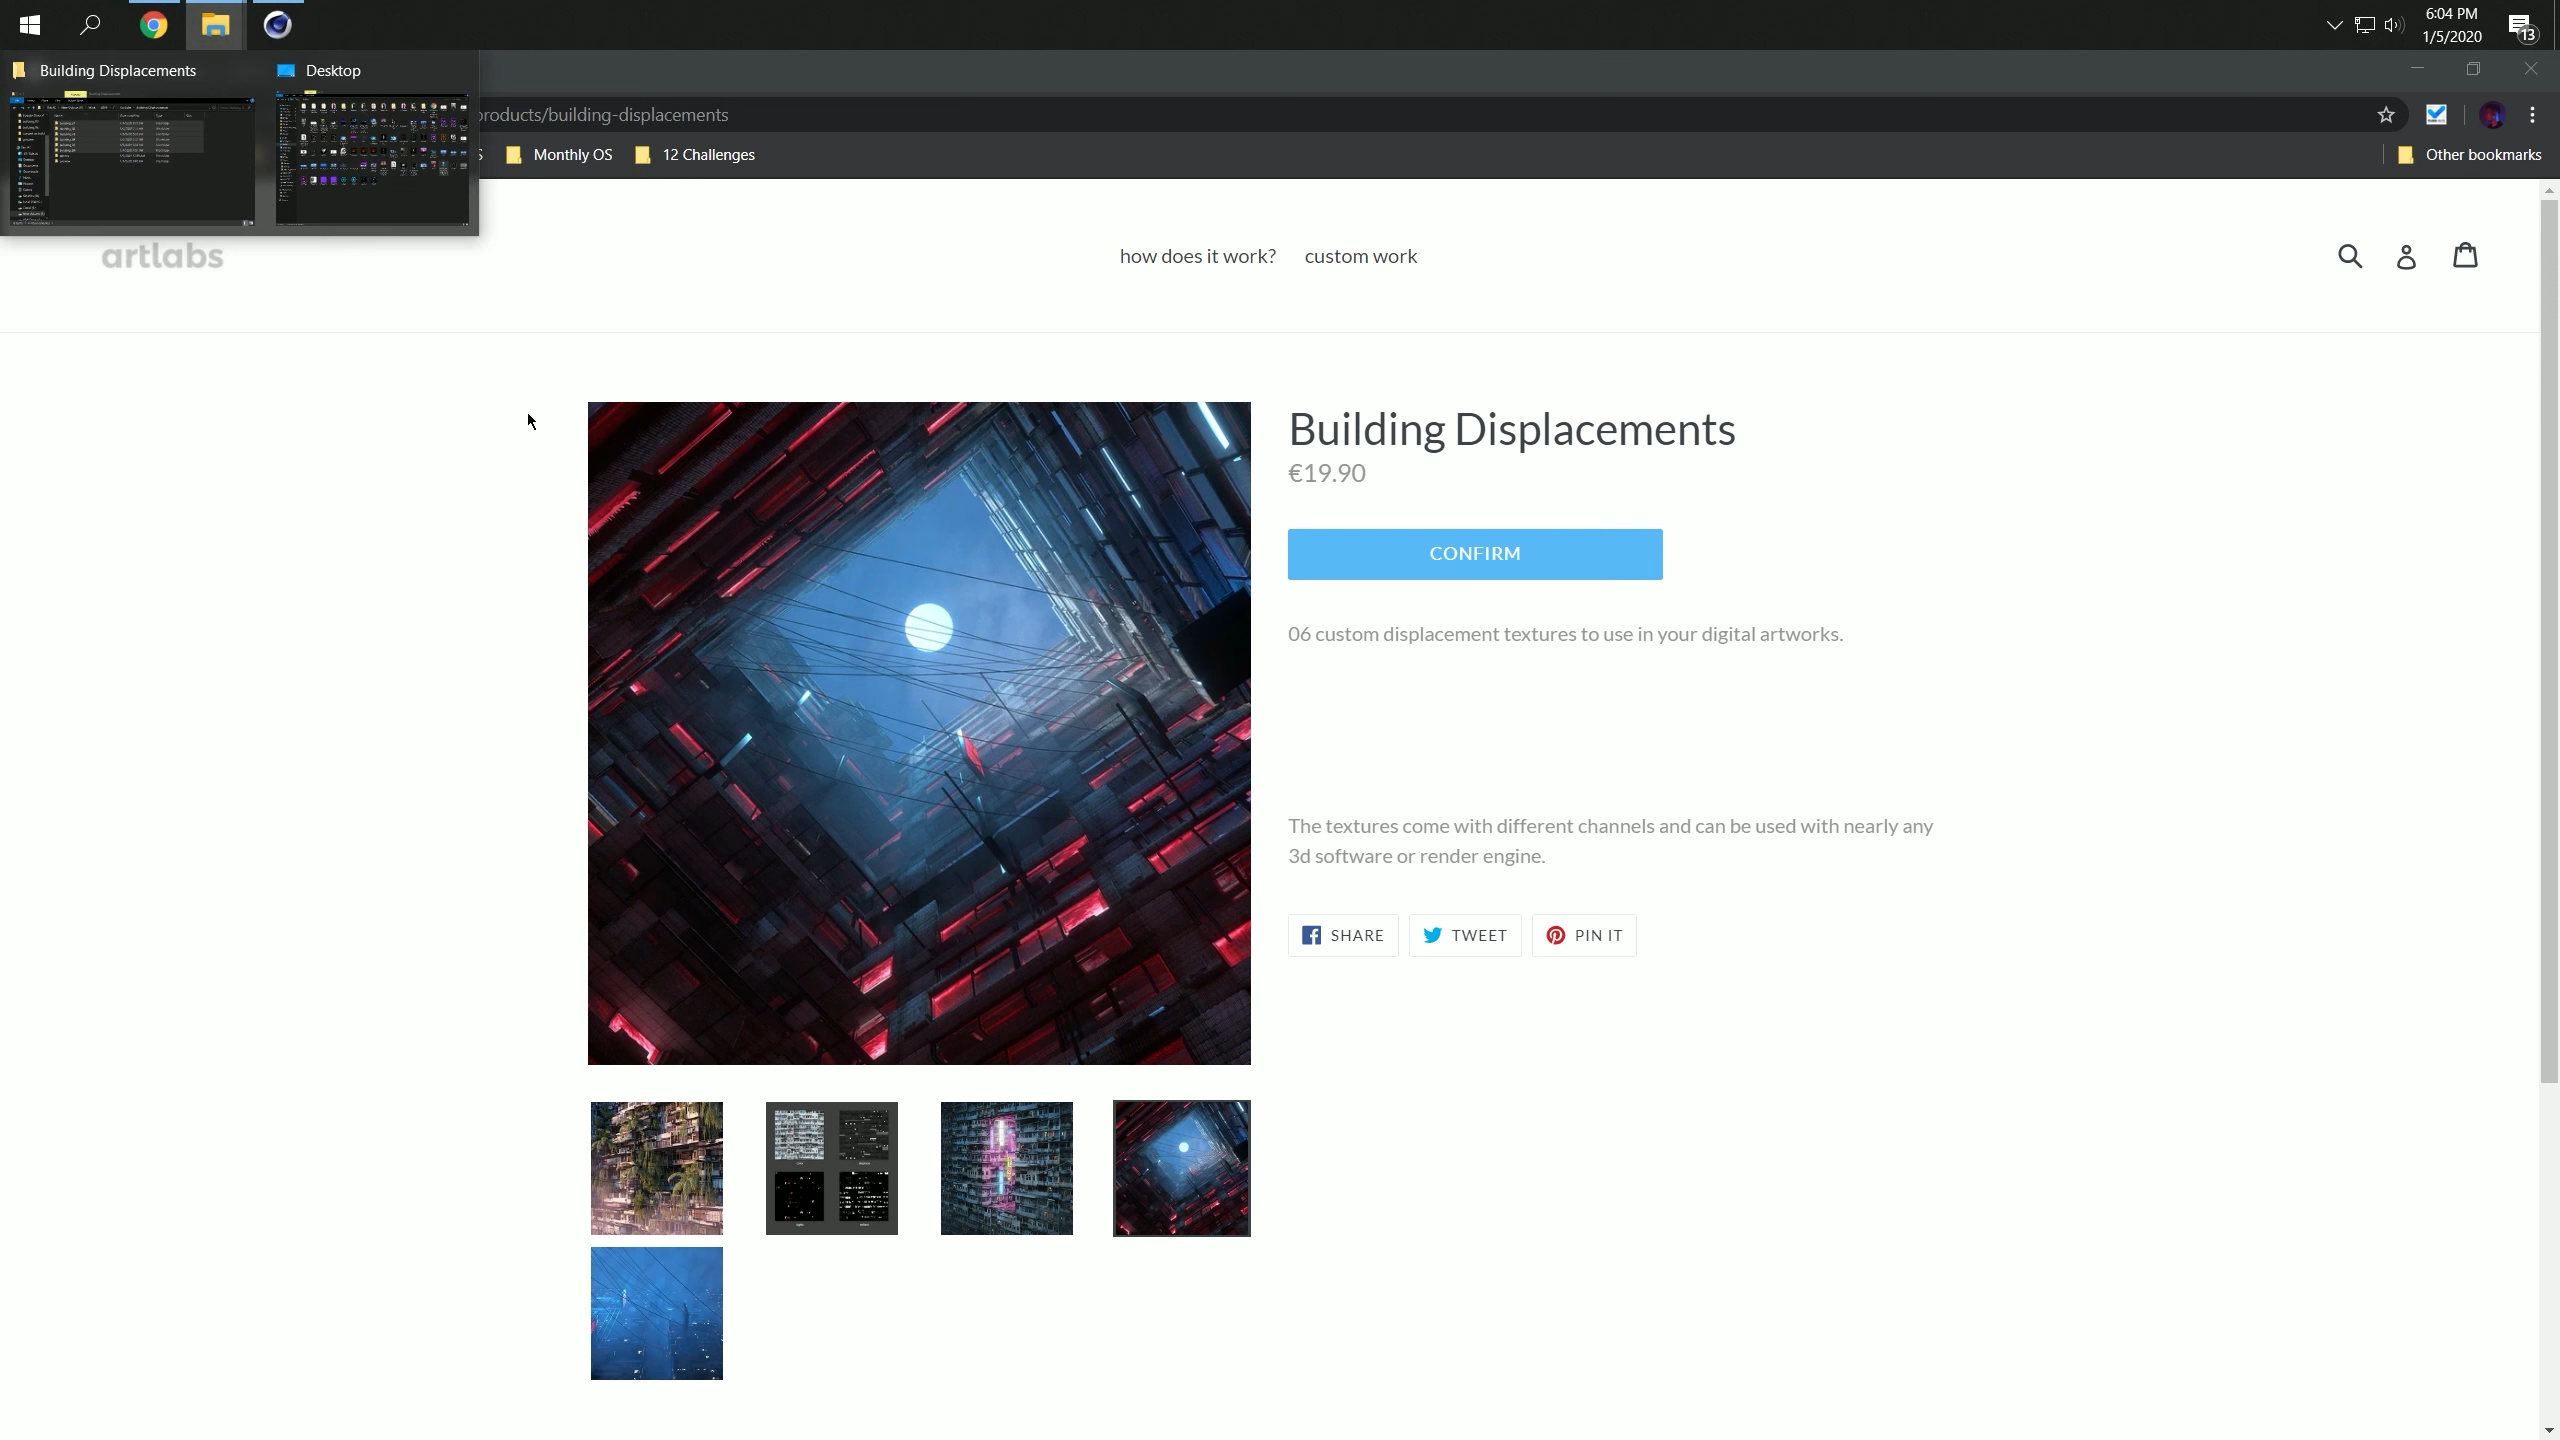 6:04 PM
1/5/2020
13
Building Displacements
Desktop
products/building-displacements
S
Monthly OS
12 Challenges
Other bookmarks
artlabs
how does it work?
custom work
Building Displacements
€19.90
CONFIRM
06 custom displacement textures to use in your digital artworks.
The textures come with different channels and can be used with nearly any
3d software or render engine.
SHARE
TWEET
PIN IT